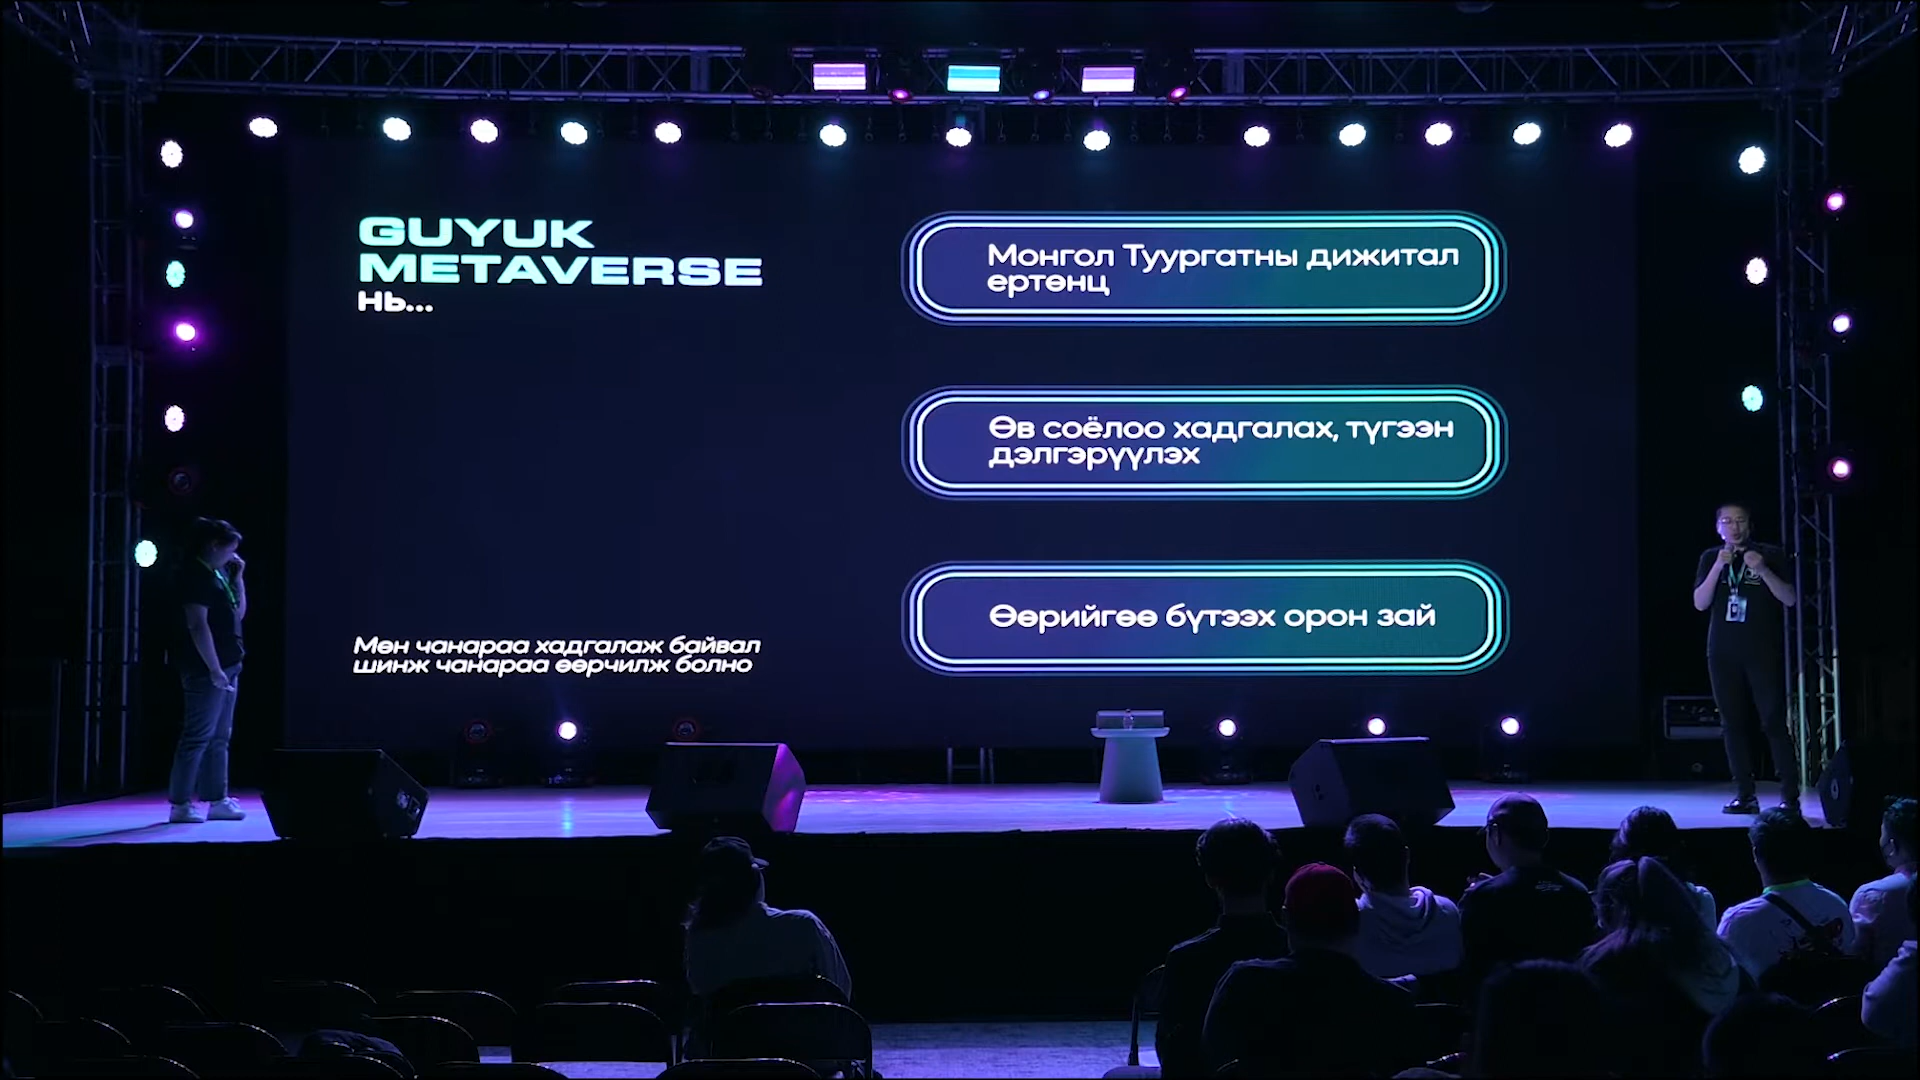 GUYUK
METAVERSE
НЬ...
Монгол Туургатны дижитал
ертөнц
Өв соёлоо хадгалах, түгээн
дэлгэрүүлэх
Өөрийгөө бүтээх орон зай
Мөн чанараа хадгалаж байвал
шинж чанараа өөрчилж болно